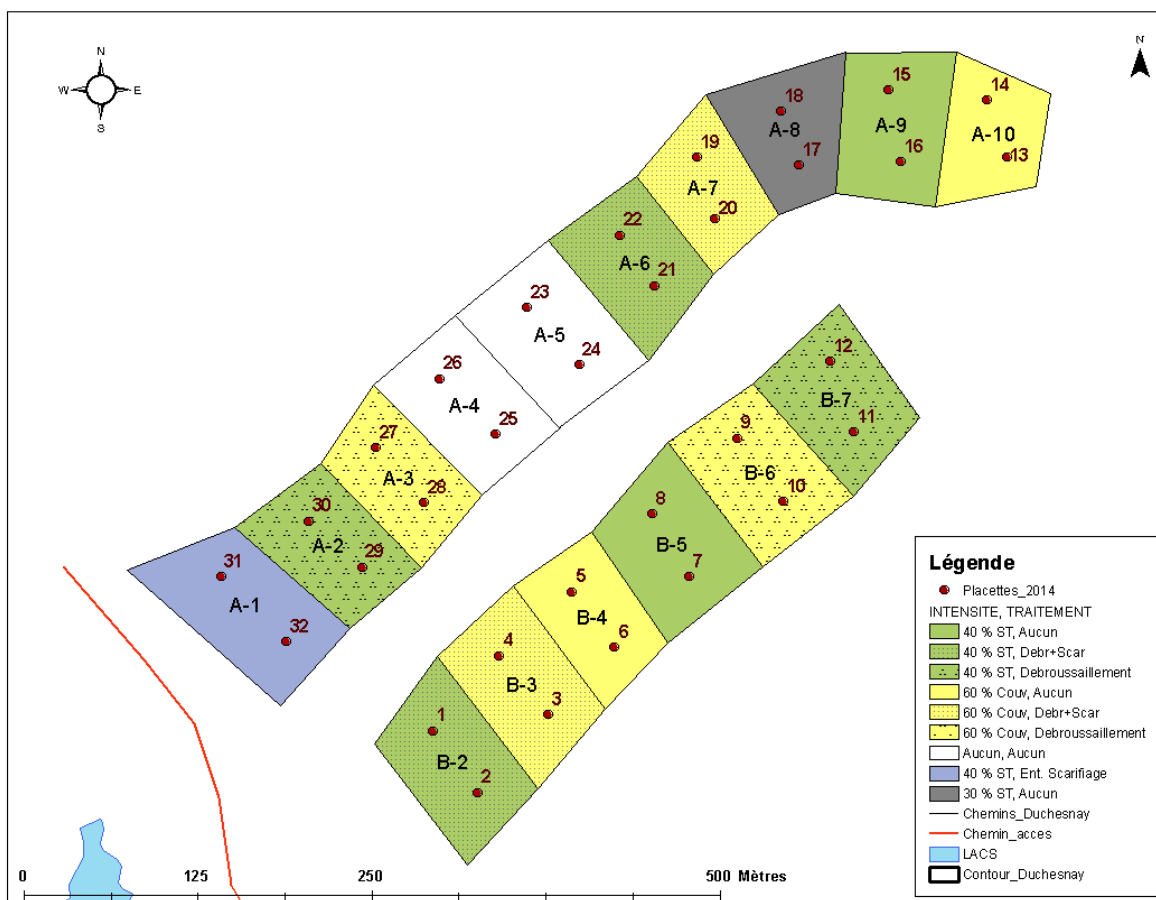 N
W E
S
N
15
14
18
A-8
A-9
A-10
19
17
16
13
A-7
20
22
A-6
21
23
A-5
24
26
A-4
25
27
A-3
28
30
A-2
29
31
A-1
32
12
B-7
11
9
B-6
10
8
B-5
7
5
B-4
6
4
B-3
3
1
B-2
2
Légende
Placettes_2014
INTENSITE, TRAITEMENT
40 % ST, Aucun
40 % ST, Debr+Scar
40 % ST, Debroussaillement
60 % Couv, Aucun
60 % Couv, Debr+Scar
60 % Couv, Debroussaillement
Aucun, Aucun
40 % ST, Ent. Scarifiage
30 % ST, Aucun
Chemins_Duchesnay
Chemin_acces
LACS
Contour_Duchesnay
0 125 250 500 Mètres